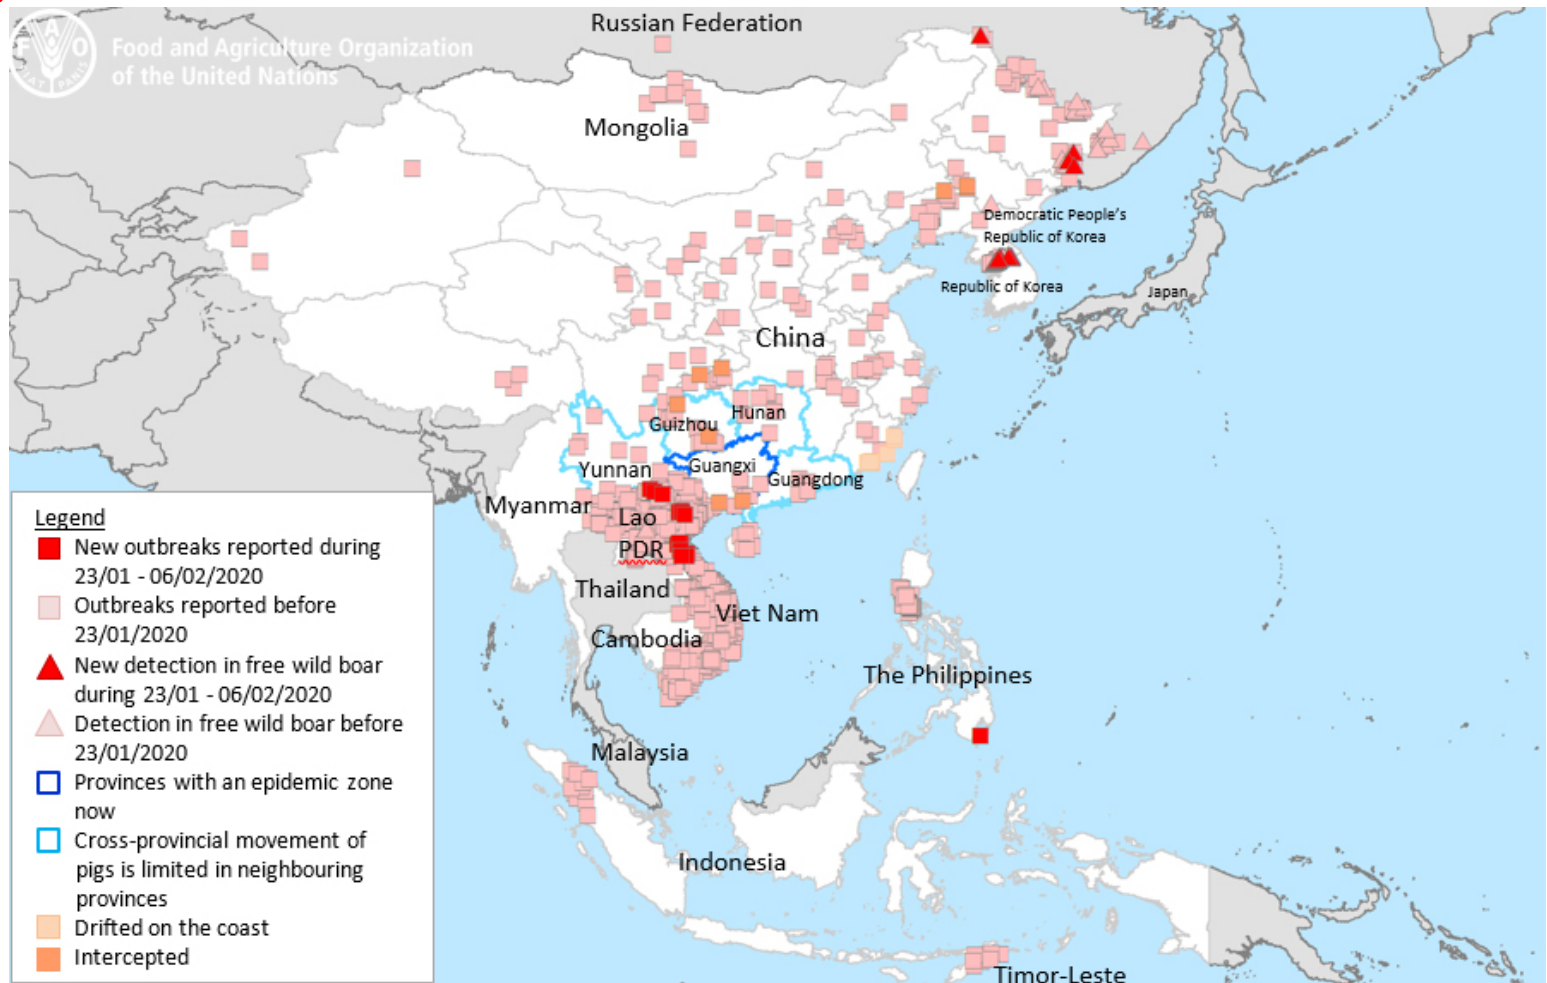 Russian Federation
F A O
FIAT PANIS
Food and Agriculture Organization
of the United Nations
Mongolia
Democratic People's
Republic of Korea
Republic of Korea
Japan
China
Hunan
Guizhou
Guangxi
Yunnan
Guangdong
Myanmar
Lao
PDR
Thailand
Viet Nam
Cambodia
The Philippines
Malaysia
Indonesia
Timor-Leste
Legend
New outbreaks reported during
23/01 - 06/02/2020
Outbreaks reported before
23/01/2020
New detection in free wild boar
during 23/01 - 06/02/2020
Detection in free wild boar before
23/01/2020
Provinces with an epidemic zone
now
Cross-provincial movement of
pigs is limited in neighbouring
provinces
Drifted on the coast
Intercepted